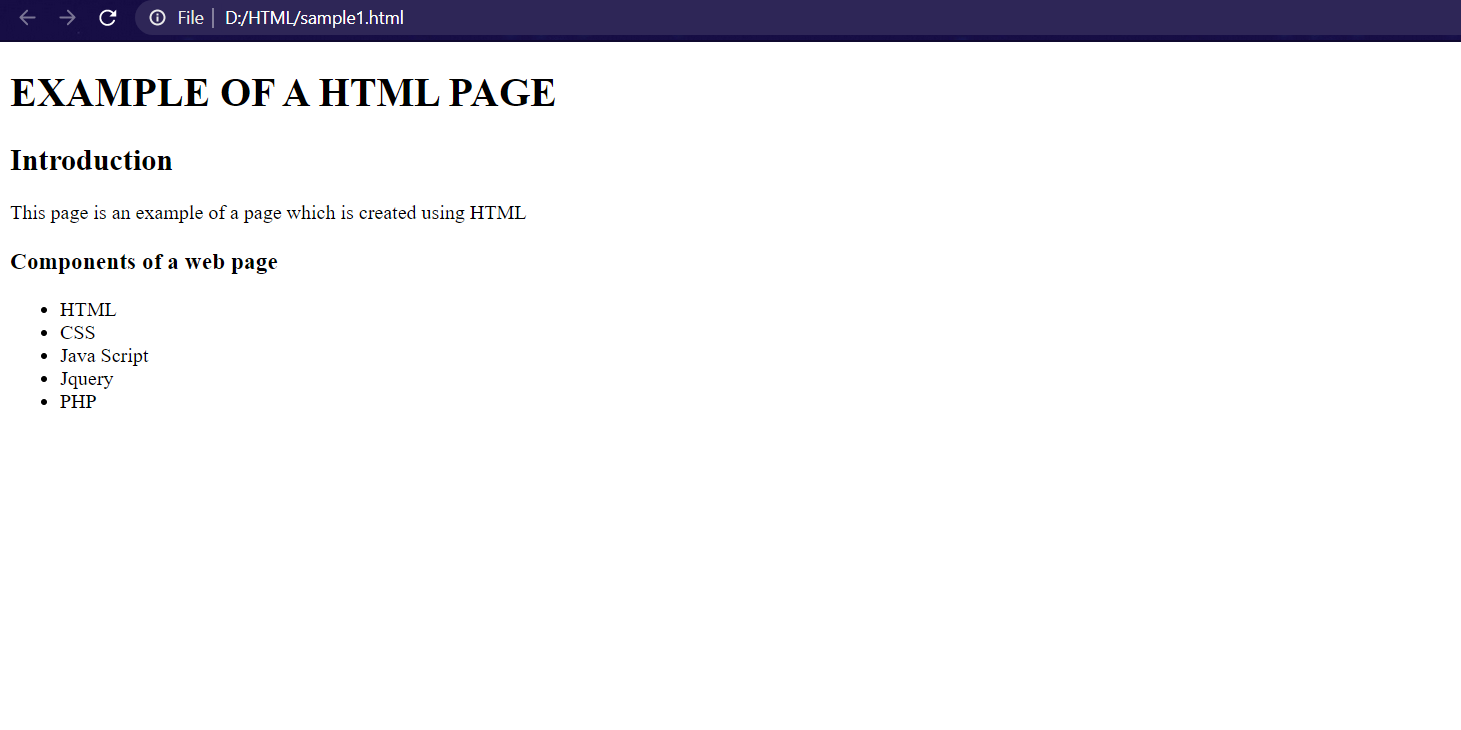 File | D:/HTML/sample1.html
EXAMPLE OF A HTML PAGE
Introduction
This page is an example of a page which is created using HTML
Components of a web page
• HTML
• CSS
• Java Script
• Jquery
• PHP